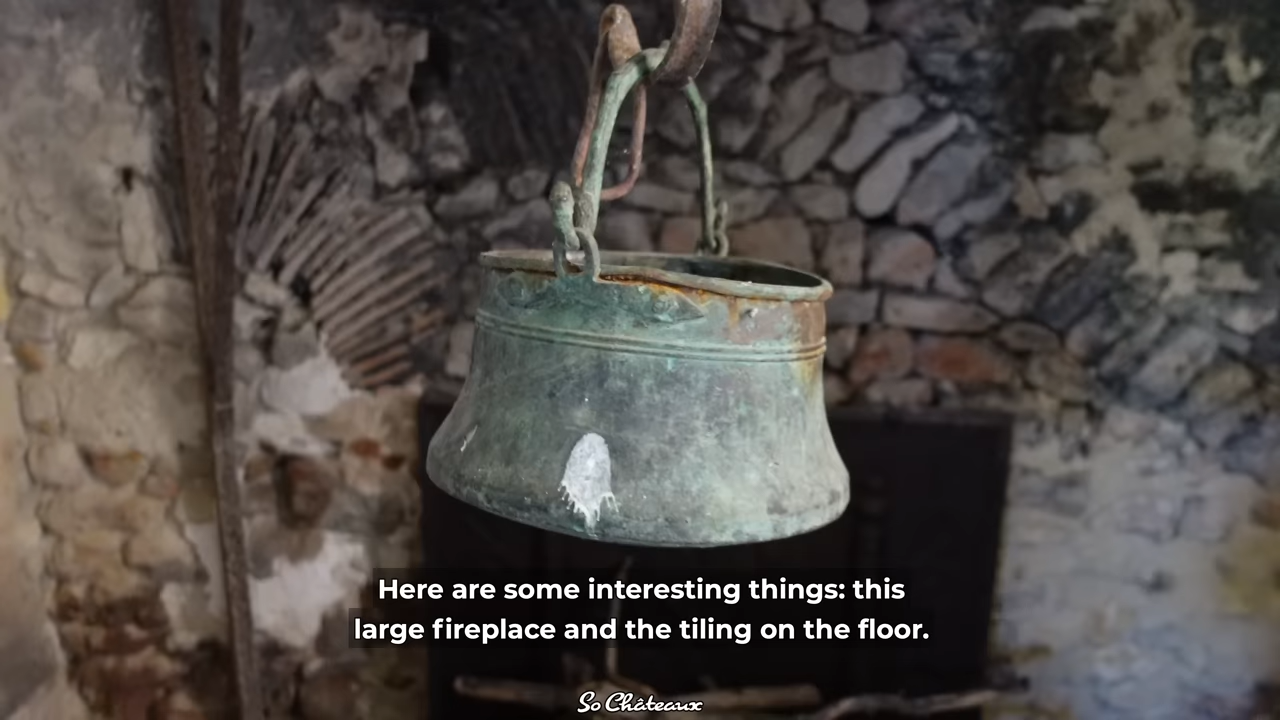 Here are some interesting things: this
large fireplace and the tiling on the floor.
So Châteaux